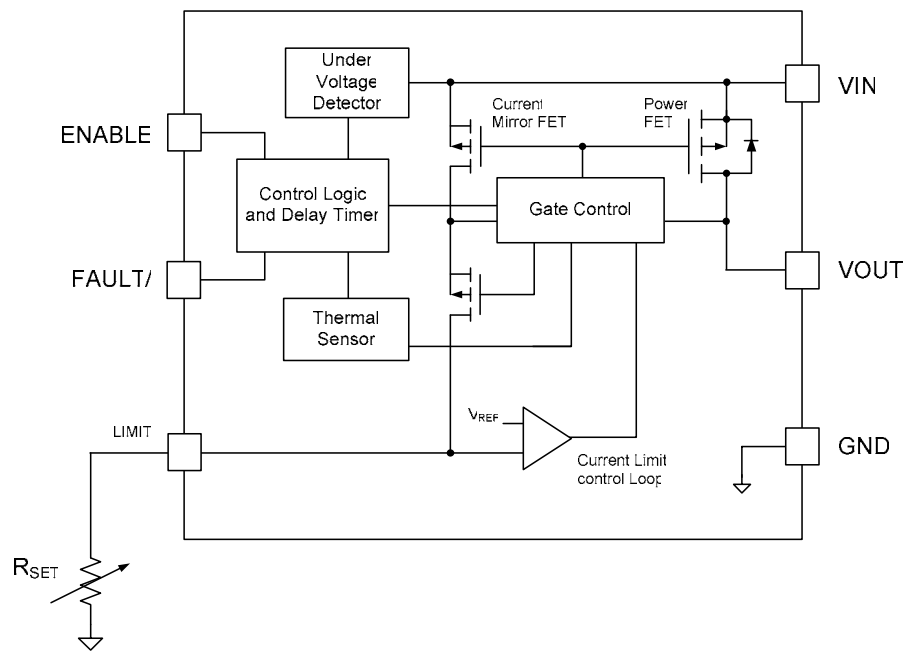 Under
Voltage
Detector
Current
Mirror FET
Power
FET
VIN
ENABLE
Control Logic
and Delay Timer
Gate Control
FAULT/
VOUT
Thermal
Sensor
LIMIT
VREF
Current Limit
control Loop
GND
RSET